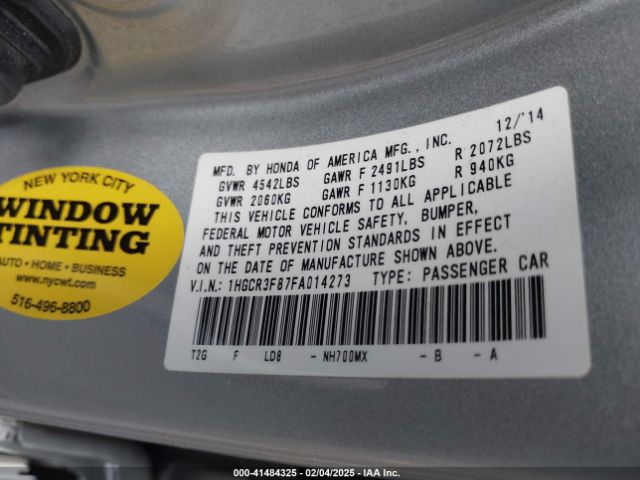 NEW YORK CITY
WINDOW
TINTING
AUTO • HOME • BUSINESS
www.nycwt.com
516-496-8800
MFD. BY HONDA OF AMERICA MFG., INC. 12/'14
GVWR 4542LBS GAWR F 2491LBS R 2072LBS
GVWR 2060KG GAWR F 1130KG R 940KG
THIS VEHICLE CONFORMS TO ALL APPLICABLE
FEDERAL MOTOR VEHICLE SAFETY, BUMPER,
AND THEFT PREVENTION STANDARDS IN EFFECT
ON THE DATE OF MANUFACTURE SHOWN ABOVE.
V.I.N.: 1HGCR3F87FA014273 TYPE: PASSENGER CAR
T2G F LD8 - NH700MX - B - A
000-41484325 - 02/04/2025 - IAA Inc.